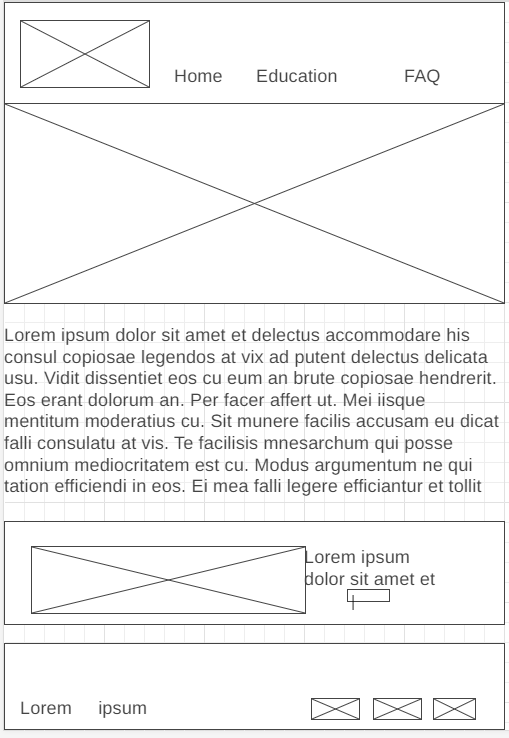 Home Education FAQ
Lorem ipsum dolor sit amet et delectus accommodare his
consul copiosae legendos at vix ad putent delectus delicata
usu. Vidit dissentiet eos cu eum an brute copiosae hendrerit.
Eos erant dolorum an. Per facer affert ut. Mei iisque
mentitum moderatius cu. Sit munere facilis accusam eu dicat
falli consulatu at vis. Te facilisis mnesarchum qui posse
omnium mediocritatem est cu. Modus argumentum ne qui
tation efficiendi in eos. Ei mea falli legere efficiantur et tollit
Lorem ipsum
dolor sit amet et
Lorem ipsum